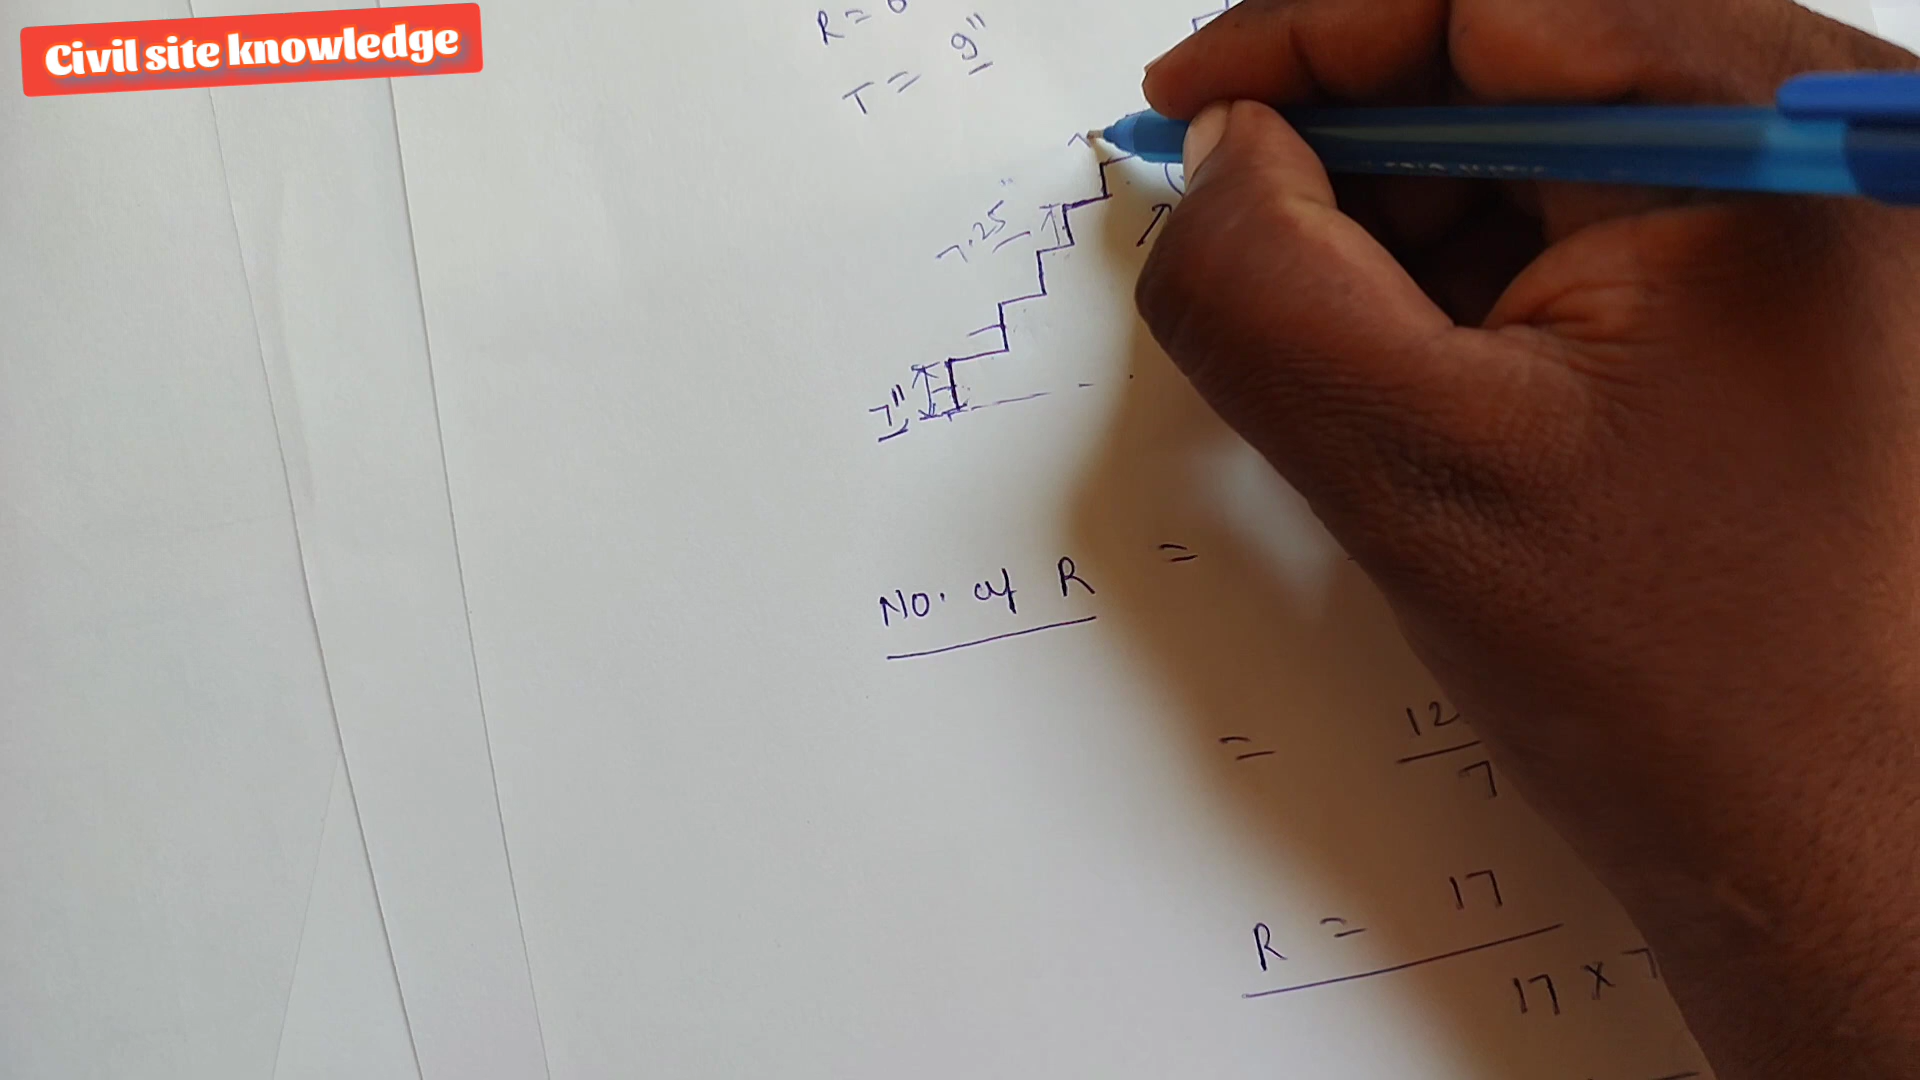 Civil site knowledge
R =
T = 9"
7.25"
7"
No. of R =
= 12
7
R = 17
17 x 7